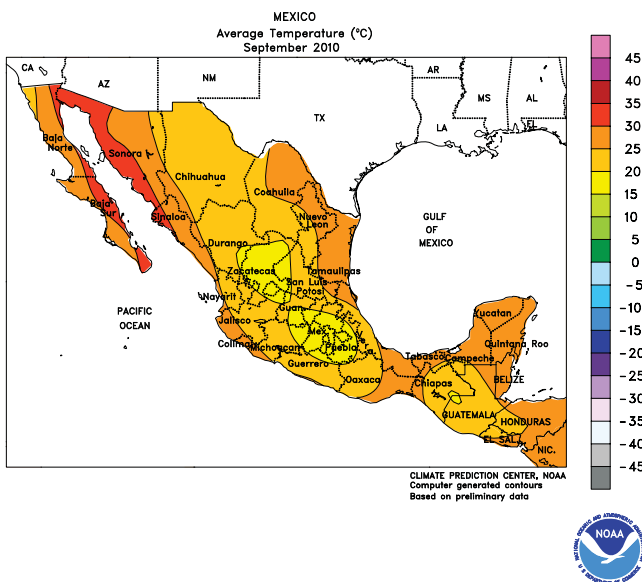 MEXICO
Average Temperature (°C)
September 2010
CA
AZ
NM
AR
TX
MS
AL
LA
FL
Baja
Norte
Sonora
Chihuahua
Coahuila
Baja
Sur
Sinaloa
Nuevo
Leon
GULF
OF
MEXICO
Durango
Zacatecas
Tamaulipas
San Luis
Potosi
Nayarit
Guan.
PACIFIC
OCEAN
Jalisco
Mex.
Vera.
Colima
Michoacan
Puebla
Guerrero
Oaxaca
Yucatan
Quintana Roo
Tabasco
Campeche
Chiapas
BELIZE
GUATEMALA
HONDURAS
EL SAL.
NIC.
45
40
35
30
25
20
15
10
5
0
-5
-10
-15
-20
-25
-30
-35
-40
-45
CLIMATE PREDICTION CENTER, NOAA
Computer generated contours
Based on preliminary data
NOAA